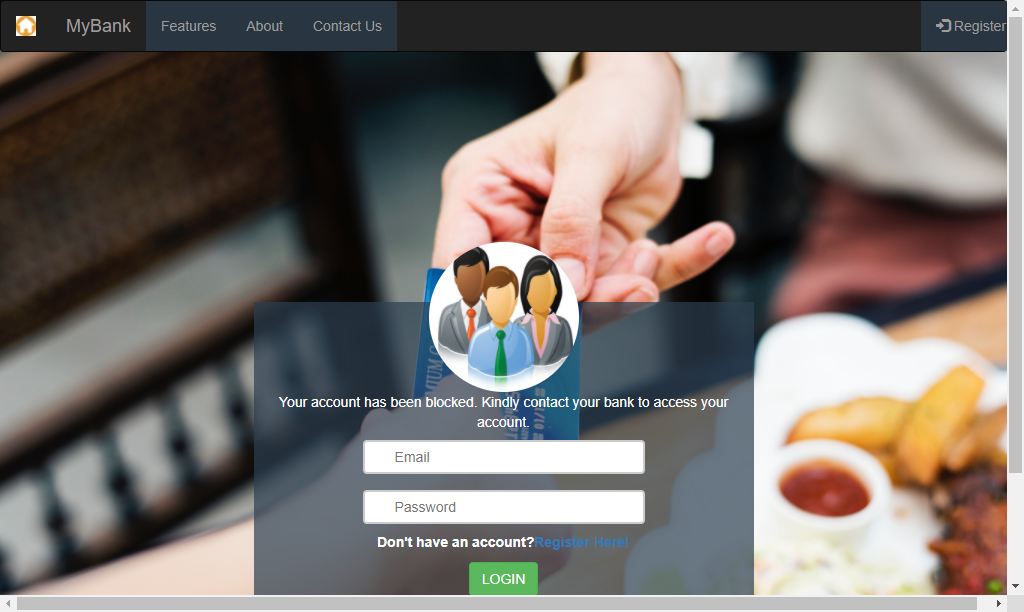 MyBank
Features
About
Contact Us
Register
Your account has been blocked. Kindly contact your bank to access your
account.
Email
Password
Don't have an account?Register Here!
LOGIN